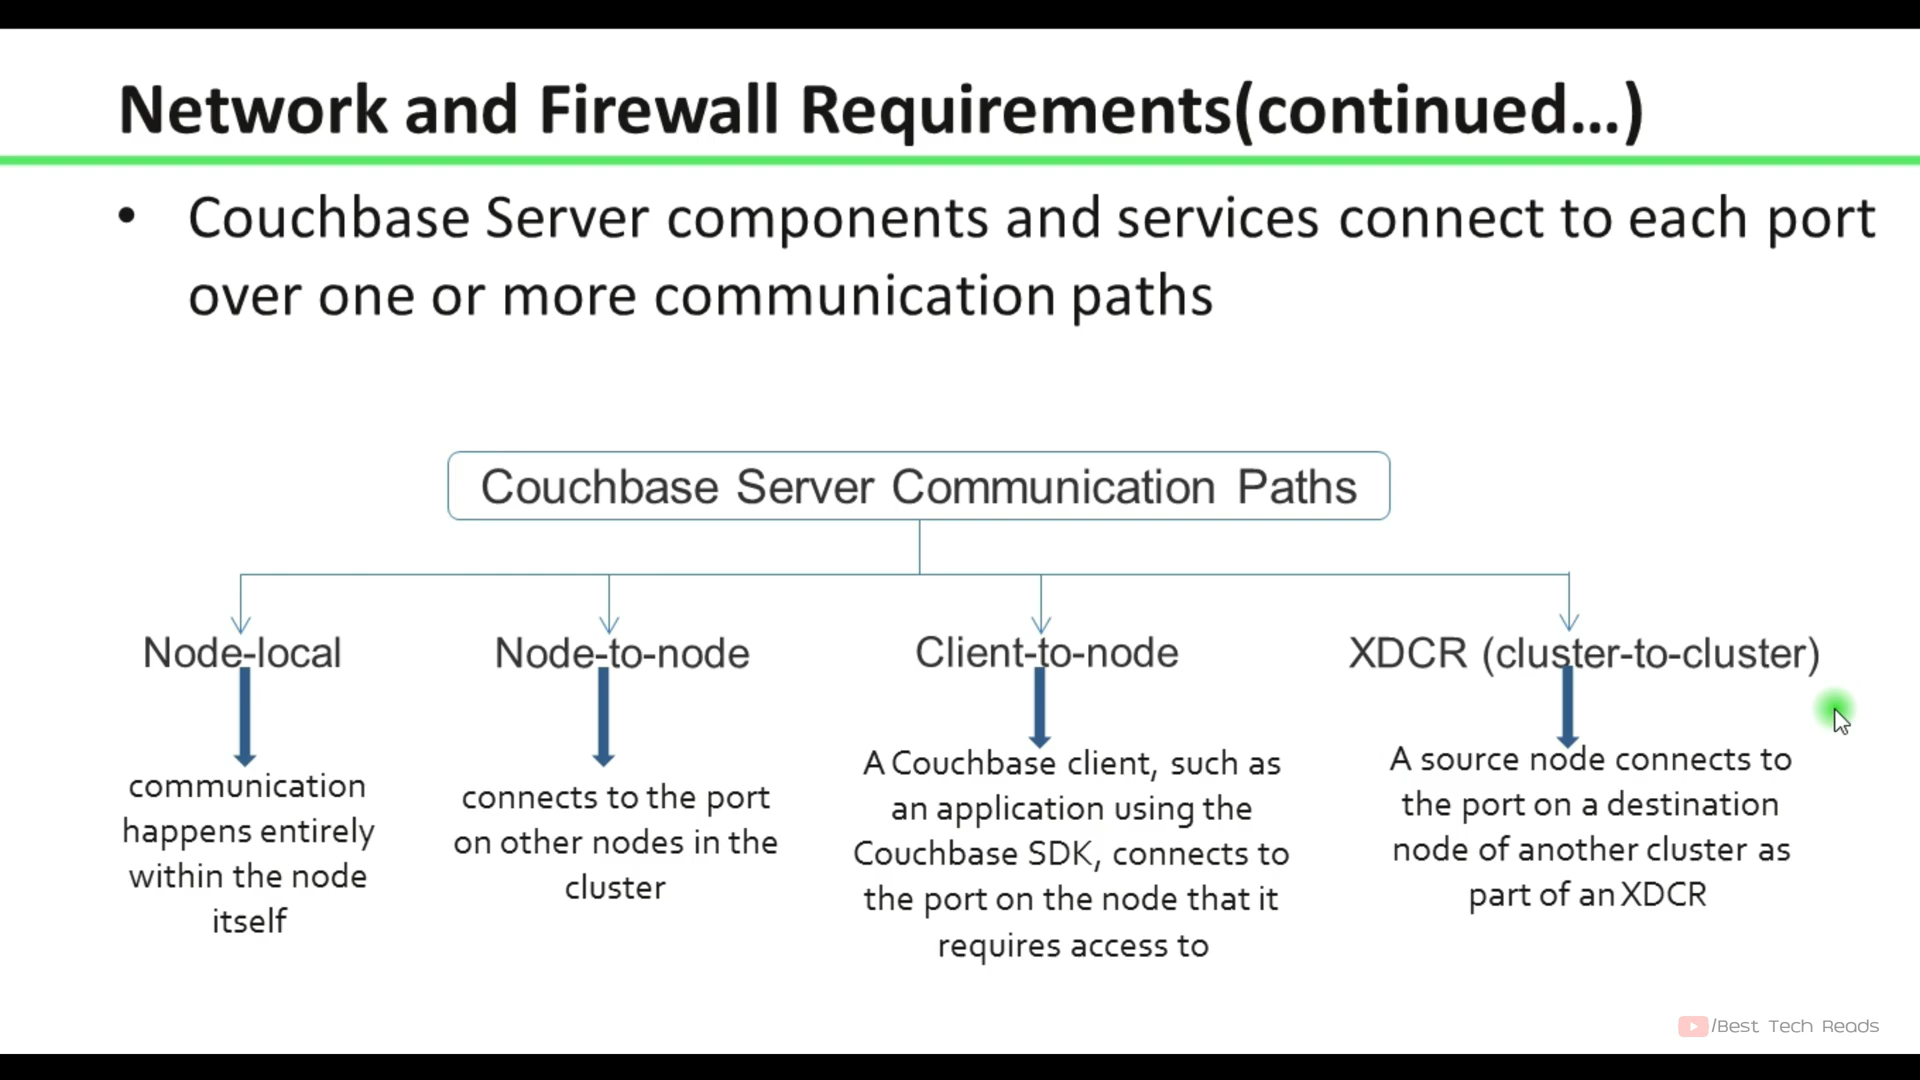 Network and Firewall Requirements(continued...)
• Couchbase Server components and services connect to each port
over one or more communication paths
Couchbase Server Communication Paths
Node-local
communication
happens entirely
within the node
itself
Node-to-node
connects to the port
on other nodes in the
cluster
Client-to-node
A Couchbase client, such as
an application using the
Couchbase SDK, connects to
the port on the node that it
requires access to
XDCR (cluster-to-cluster)
A source node connects to
the port on a destination
node of another cluster as
part of an XDCR
/Best Tech Reads